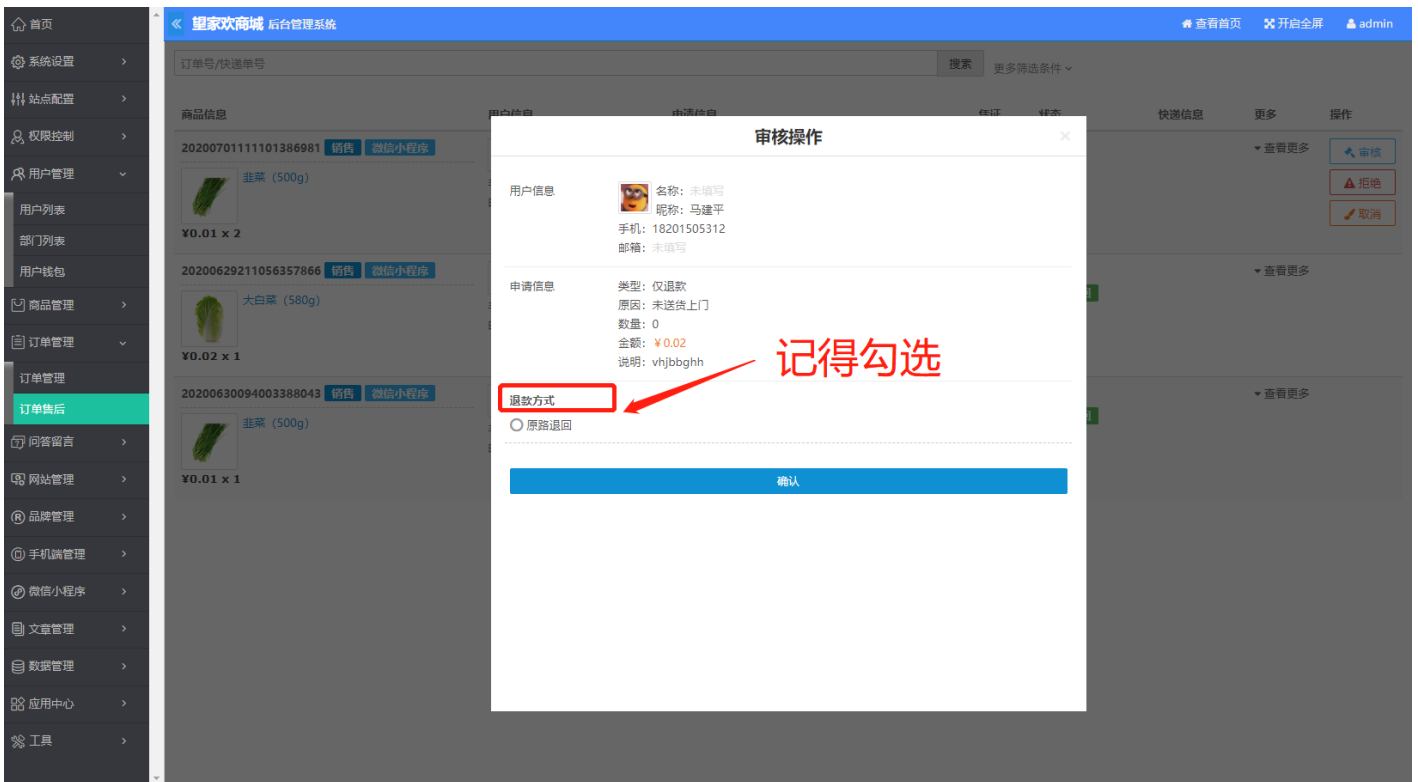 首页
系统设置
站点配置
权限控制
用户管理
用户列表
部门列表
用户钱包
商品管理
订单管理
订单管理
订单售后
问答留言
网站管理
品牌管理
手机端管理
微信小程序
文章管理
数据管理
应用中心
工具
望家欢商城 后台管理系统
查看首页 开启全屏 admin
订单号/快递单号 搜索 更多筛选条件
商品信息 用户信息 申请信息 凭证 状态 快递信息 更多 操作
20200701111101386981 销售 微信小程序
韭菜（500g）
¥0.01 x 2
查看更多
审核
拒绝
取消
20200629211056357866 销售 微信小程序
大白菜（580g）
¥0.02 x 1
查看更多
20200630094003388043 销售 微信小程序
韭菜（500g）
¥0.01 x 1
查看更多
审核操作
用户信息
名称：未填写
昵称：马建平
手机：18201505312
邮箱：未填写
申请信息
类型：仅退款
原因：未送货上门
数量：0
金额：￥0.02
说明：vhjbbghh
记得勾选
退款方式
原路退回
确认